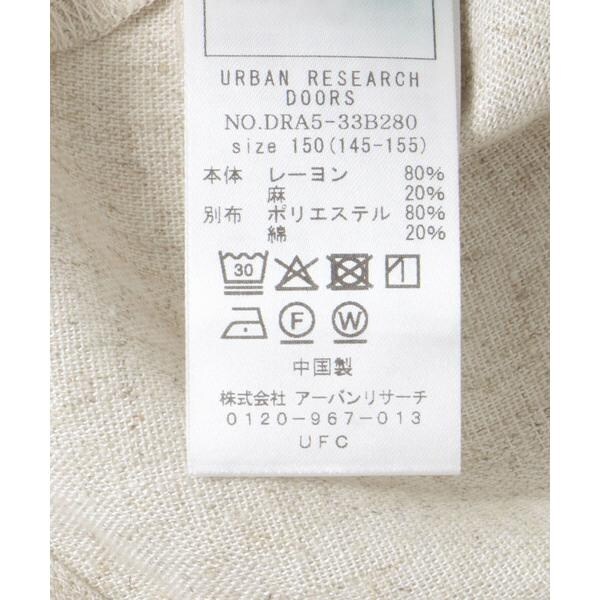 URBAN RESEARCH
DOORS
NO.DRA5-33B280
size 150(145-155)
本体 レーヨン 80%
麻 20%
別布 ポリエステル 80%
綿 20%
30
F W
中国製
株式会社 アーバンリサーチ
0120-967-013
UFC